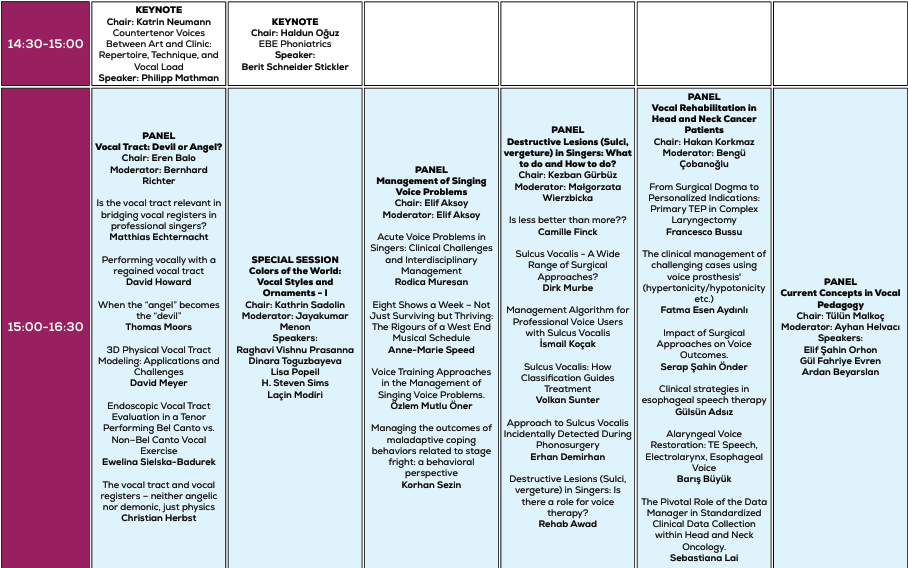 14:30-15:00
KEYNOTE
Chair: Katrin Neumann
Countertenor Voices
Between Art and Clinic:
Repertoire, Technique, and
Vocal Load
Speaker: Philipp Mathman
KEYNOTE
Chair: Haldun Oğuz
EBE Phoniatrics
Speaker:
Berit Schneider Stickler
15:00-16:30
PANEL
Vocal Tract: Devil or Angel?
Chair: Eren Balo
Moderator: Bernhard
Richter
Is the vocal tract relevant in
bridging vocal registers in
professional singers?
Matthias Echternacht
Performing vocally with a
regained vocal tract
David Howard
When the “angel” becomes
the “devil”
Thomas Moors
3D Physical Vocal Tract
Modeling: Applications and
Challenges
David Meyer
Endoscopic Vocal Tract
Evaluation in a Tenor
Performing Bel Canto vs.
Non–Bel Canto Vocal
Exercise
Ewelina Sielska-Badurek
The vocal tract and vocal
registers – neither angelic
nor demonic, just physics
Christian Herbst
SPECIAL SESSION
Colors of the World:
Vocal Styles and
Ornaments - I
Chair: Kathrin Sadolin
Moderator: Jayakumar
Menon
Speakers:
Raghavi Vishnu Prasanna
Dinara Toguzbayeva
Lisa Popeil
H. Steven Sims
Laçin Modiri
PANEL
Management of Singing
Voice Problems
Chair: Elif Aksoy
Moderator: Elif Aksoy
Acute Voice Problems in
Singers: Clinical Challenges
and Interdisciplinary
Management
Rodica Muresan
Eight Shows a Week – Not
Just Surviving but Thriving:
The Rigours of a West End
Musical Schedule
Anne-Marie Speed
Voice Training Approaches
in the Management of
Singing Voice Problems.
Özlem Mutlu Öner
Managing the outcomes of
maladaptive coping
behaviors related to stage
fright: a behavioral
perspective
Korhan Sezin
PANEL
Destructive Lesions (Sulci,
vergeture) in Singers: What
to do and How to do?
Chair: Kezban Gürbüz
Moderator: Małgorzata
Wierzbicka
Is less better than more??
Camille Finck
Sulcus Vocalis - A Wide
Range of Surgical
Approaches?
Dirk Murbe
Management Algorithm for
Professional Voice Users
with Sulcus Vocalis
İsmail Koçak
Sulcus Vocalis: How
Classification Guides
Treatment
Volkan Sunter
Approach to Sulcus Vocalis
Incidentally Detected During
Phonosurgery
Erhan Demirhan
Destructive Lesions (Sulci,
vergeture) in Singers: Is
there a role for voice
therapy?
Rehab Awad
PANEL
Vocal Rehabilitation in
Head and Neck Cancer
Patients
Chair: Hakan Korkmaz
Moderator: Bengü
Çobanoğlu
From Surgical Dogma to
Personalized Indications:
Primary TEP in Complex
Laryngectomy
Francesco Bussu
The clinical management of
challenging cases using
voice prosthesis'
(hypertonicity/hypotonicity
etc.)
Fatma Esen Aydınlı
Impact of Surgical
Approaches on Voice
Outcomes.
Serap Şahin Önder
Clinical strategies in
esophageal speech therapy
Gülsün Adsız
Alaryngeal Voice
Restoration: TE Speech,
Electrolarynx, Esophageal
Voice
Barış Büyük
The Pivotal Role of the Data
Manager in Standardized
Clinical Data Collection
within Head and Neck
Oncology.
Sebastiana Lai
PANEL
Current Concepts in Vocal
Pedagogy
Chair: Tülün Malkoç
Moderator: Ayhan Helvacı
Speakers:
Elif Şahin Orhon
Gül Fahriye Evren
Ardan Beyarslan